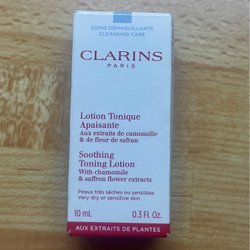 SOINS DÉMAQUILLANTS
CLEANSING CARE
CLARINS
PARIS
Lotion Tonique
Apaisante
Aux extraits de camomille
& de fleur de safran
Soothing
Toning Lotion
With chamomile
& saffron flower extracts
Peaux très sèches ou sensibles
Very dry or sensitive skin
10 mL 0.3 Fl. Oz.
AUX EXTRAITS DE PLANTES